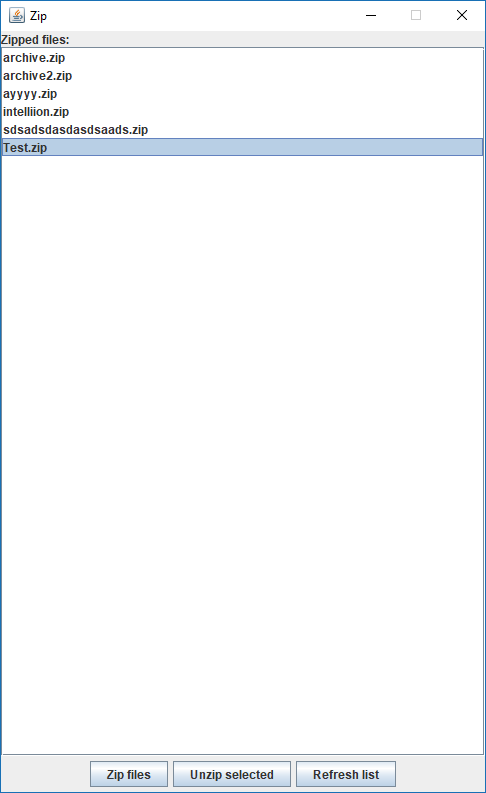 Zip
Zipped files:
archive.zip
archive2.zip
ayyyy.zip
intelliion.zip
sdsadsdasdasdsaads.zip
Test.zip
Zip files
Unzip selected
Refresh list